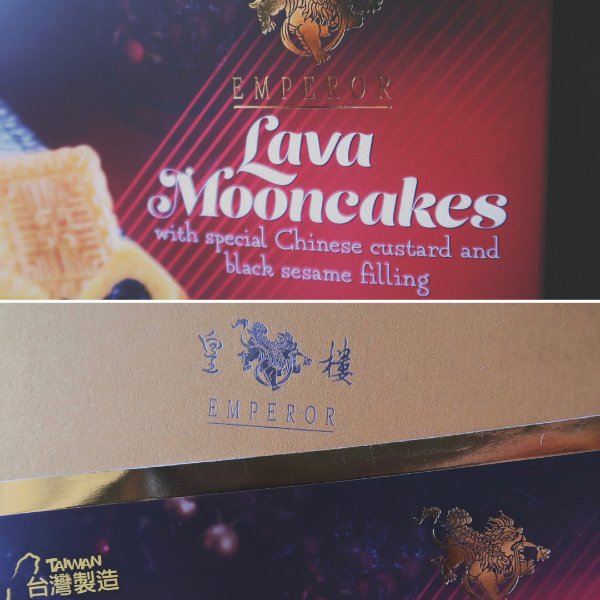 EMPEROR
Lava
Mooncakes
with special Chinese custard and
black sesame filling
皇 樓
EMPEROR
TAIWAN
台灣製造